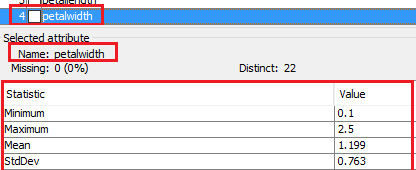 4 petalwidth
Selected attribute
Name: petalwidth
Missing: 0 (0%) Distinct: 22
Statistic Value
Minimum 0.1
Maximum 2.5
Mean 1.199
StdDev 0.763